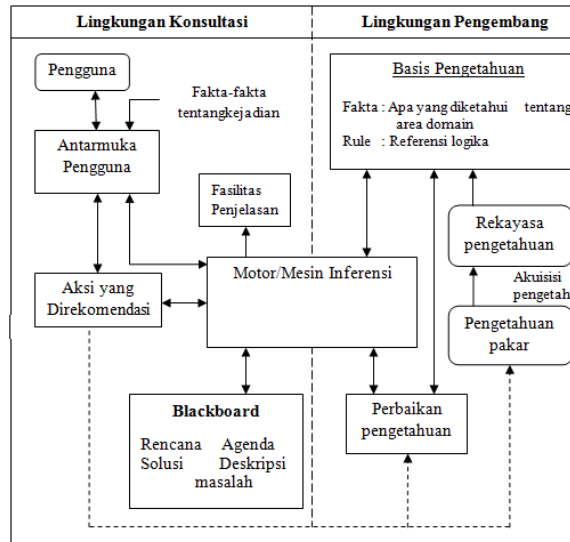 Lingkungan Konsultasi
Lingkungan Pengembang
Pengguna
Fakta-fakta
tentangkejadian
Antarmuka
Pengguna
Fasilitas
Penjelasan
Aksi yang
Direkomendasi
Motor/Mesin Inferensi
Blackboard
Rencana Agenda
Solusi Deskripsi
masalah
Basis Pengetahuan
Fakta : Apa yang diketahui tentang
area domain
Rule : Referensi logika
Rekayasa
pengetahuan
Akuisisi
pengetah
Pengetahuan
pakar
Perbaikan
pengetahuan